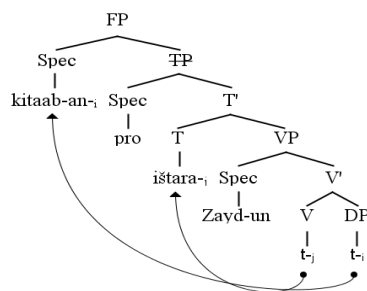 FP
Spec TP
kitaab-an-i Spec T'
pro T VP
ištara-i Spec V'
Zayd-un V DP
t-j t-i